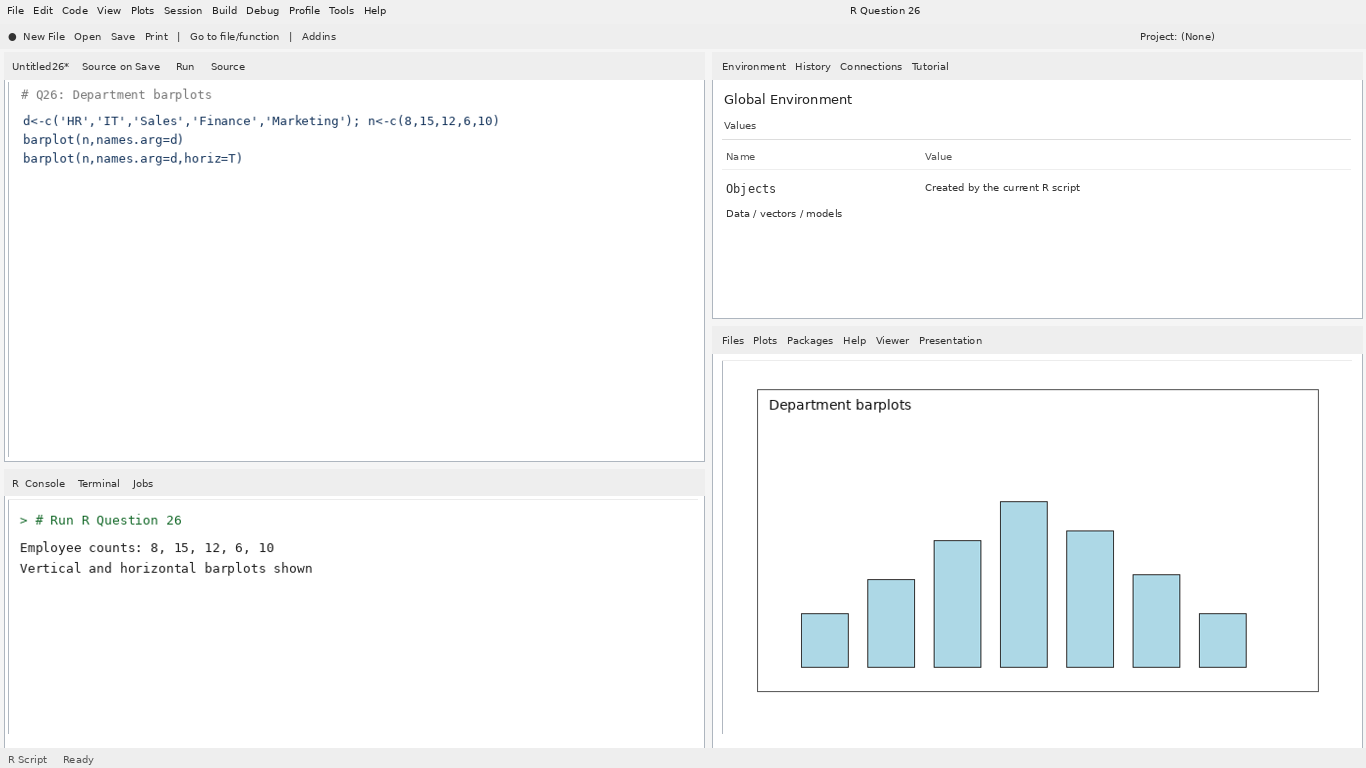 File Edit Code View Plots Session Build Debug Profile Tools Help R Question 26
● New File Open Save Print | Go to file/function | Addins Project: (None)
Untitled26* Source on Save Run Source
# Q26: Department barplots
d<-c('HR','IT','Sales','Finance','Marketing'); n<-c(8,15,12,6,10)
barplot(n,names.arg=d)
barplot(n,names.arg=d,horiz=T)
R Console Terminal Jobs
> # Run R Question 26
Employee counts: 8, 15, 12, 6, 10
Vertical and horizontal barplots shown
Environment History Connections Tutorial
Global Environment
Values
Name Value
Objects Created by the current R script
Data / vectors / models
Files Plots Packages Help Viewer Presentation
Department barplots
R Script Ready